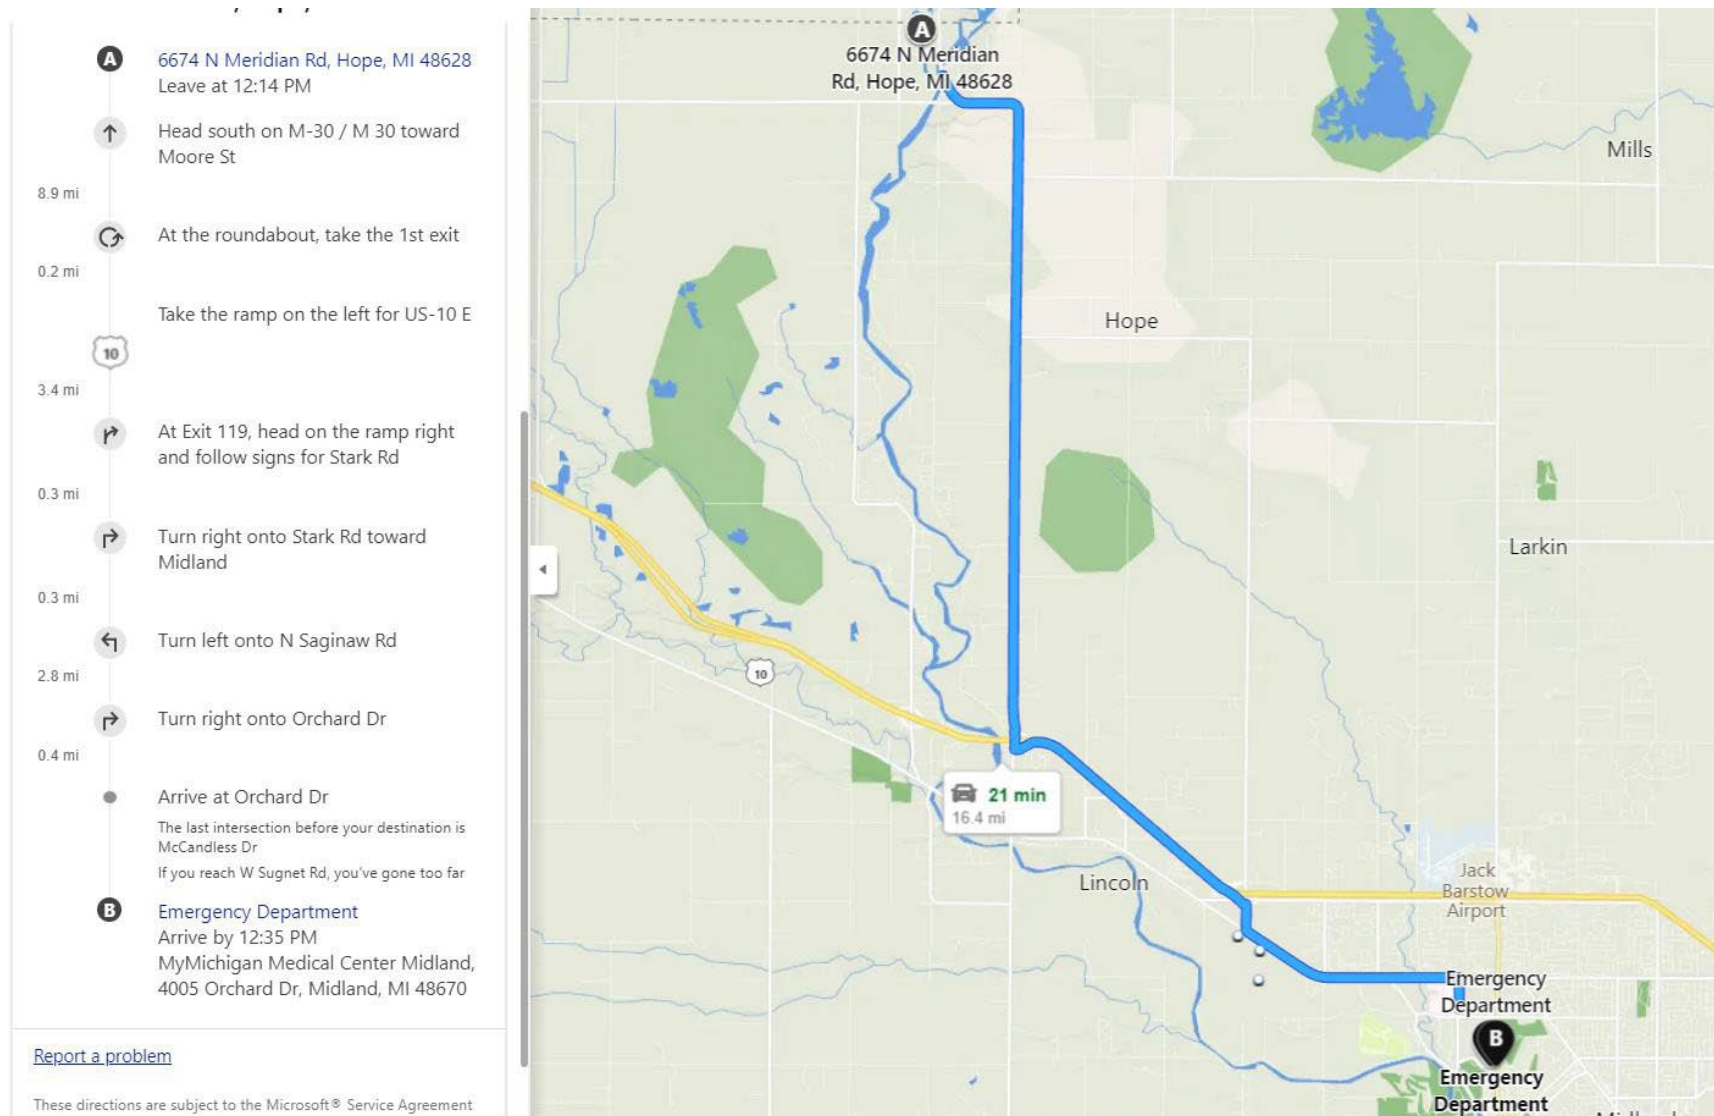 A
6674 N Meridian Rd, Hope, MI 48628
Leave at 12:14 PM
Head south on M-30 / M 30 toward
Moore St
8.9 mi
At the roundabout, take the 1st exit
0.2 mi
Take the ramp on the left for US-10 E
10
3.4 mi
At Exit 119, head on the ramp right
and follow signs for Stark Rd
0.3 mi
Turn right onto Stark Rd toward
Midland
0.3 mi
Turn left onto N Saginaw Rd
2.8 mi
Turn right onto Orchard Dr
0.4 mi
Arrive at Orchard Dr
The last intersection before your destination is
McCandless Dr
If you reach W Sugnet Rd, you've gone too far
B
Emergency Department
Arrive by 12:35 PM
MyMichigan Medical Center Midland,
4005 Orchard Dr, Midland, MI 48670
Report a problem
These directions are subject to the Microsoft® Service Agreement
A
6674 N Meridian
Rd, Hope, MI 48628
Mills
Hope
Larkin
10
21 min
16.4 mi
Lincoln
Jack
Barstow
Airport
Emergency
Department
B
Emergency
Department